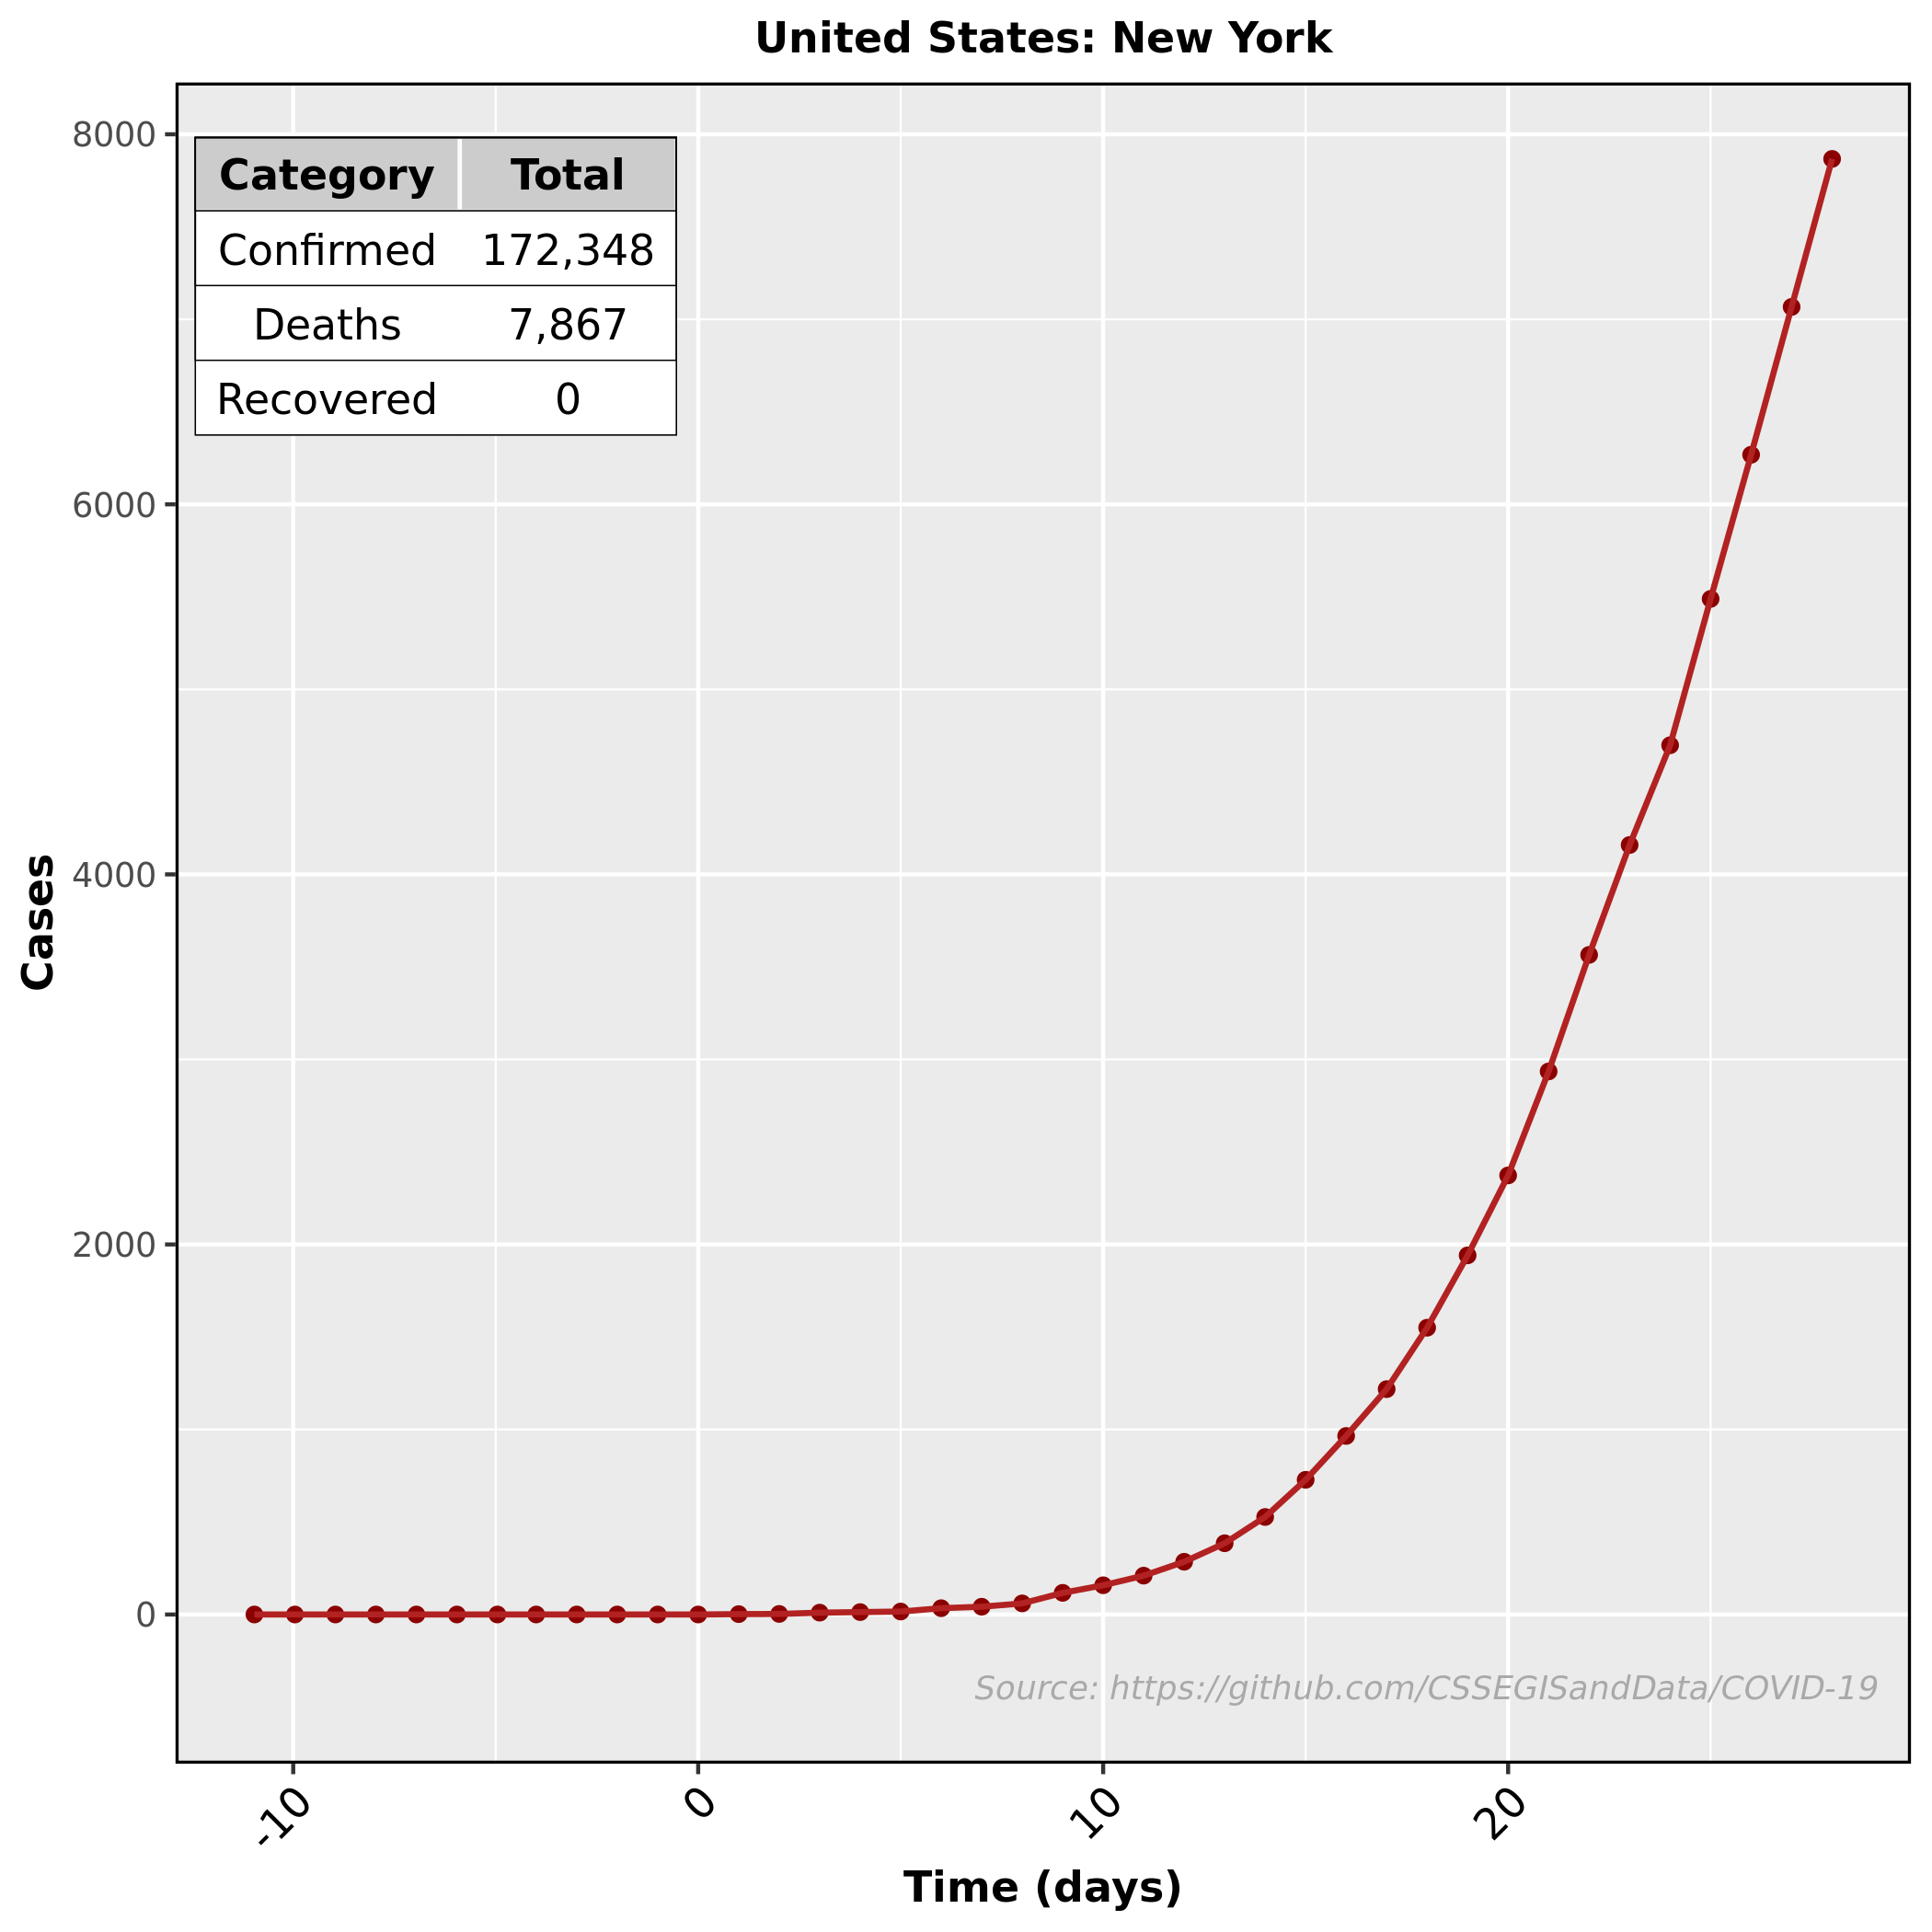 United States: New York
8000
6000
4000
2000
0
Cases
Category Total
Confirmed 172,348
Deaths 7,867
Recovered 0
Source: https://github.com/CSSEGISandData/COVID-19
-10 0 10 20
Time (days)